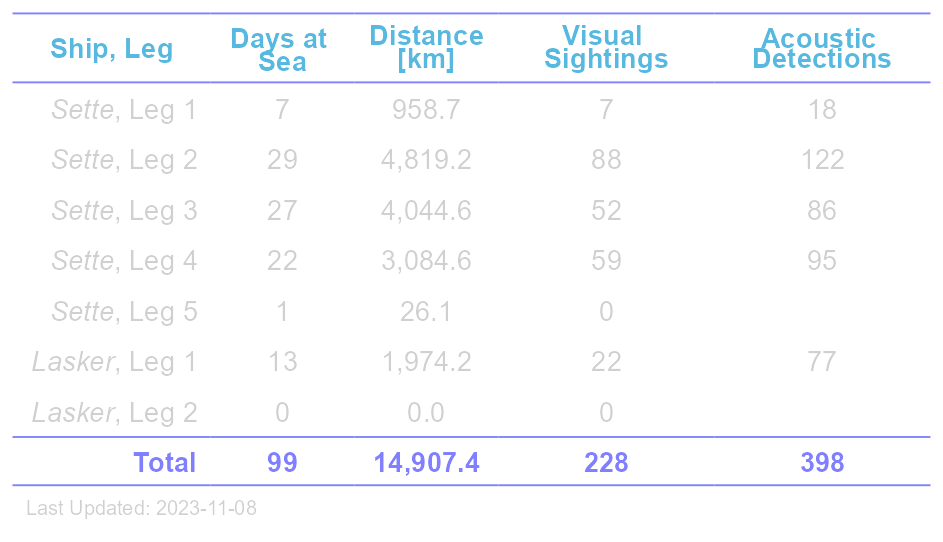 Ship, Leg Days at Sea Distance [km] Visual Sightings Acoustic Detections
Sette, Leg 1 7 958.7 7 18
Sette, Leg 2 29 4,819.2 88 122
Sette, Leg 3 27 4,044.6 52 86
Sette, Leg 4 22 3,084.6 59 95
Sette, Leg 5 1 26.1 0
Lasker, Leg 1 13 1,974.2 22 77
Lasker, Leg 2 0 0.0 0
Total 99 14,907.4 228 398
Last Updated: 2023-11-08